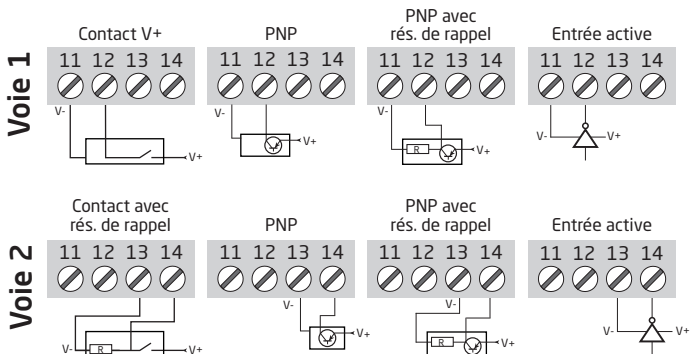 Voie 1
Contact V+
11 12 13 14
V-
V+
PNP
11 12 13 14
V-
V+
PNP avec
rés. de rappel
11 12 13 14
V-
R
V+
Entrée active
11 12 13 14
V-
V+
Voie 2
Contact avec
rés. de rappel
11 12 13 14
V-
R
V+
PNP
11 12 13 14
V-
V+
PNP avec
rés. de rappel
11 12 13 14
V-
R
V+
Entrée active
11 12 13 14
V-
V+